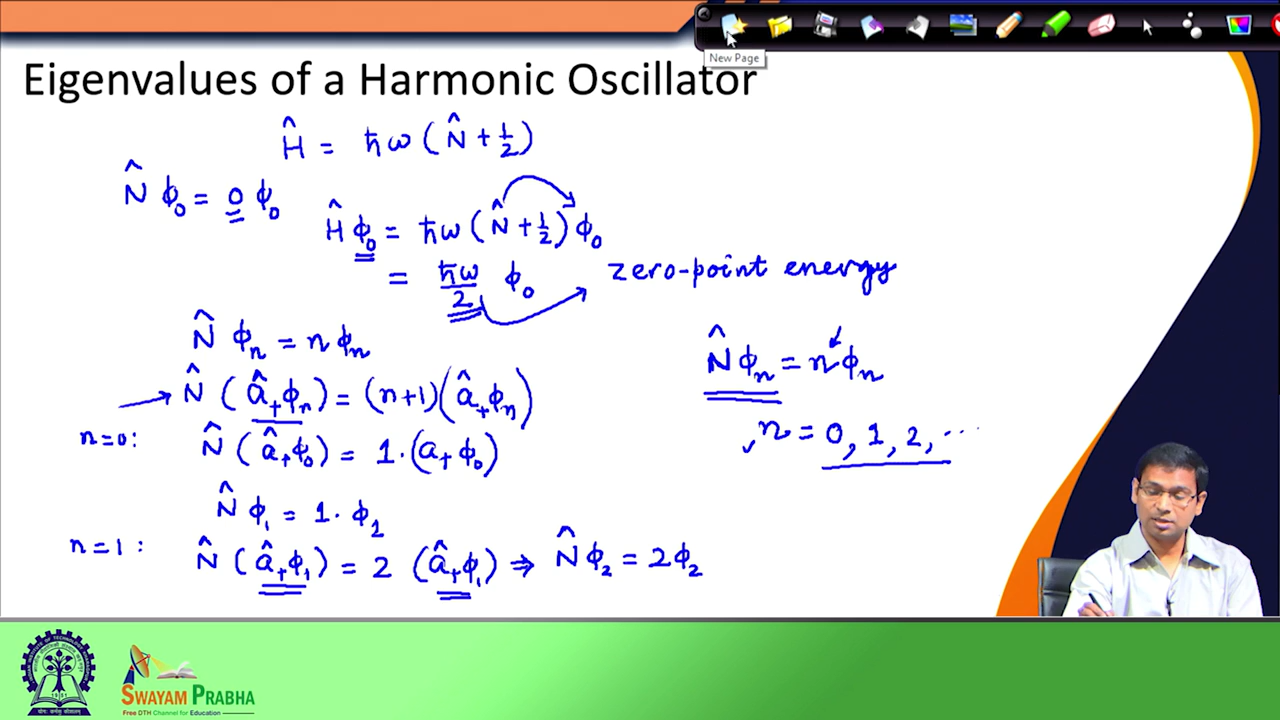 New Page
Eigenvalues of a Harmonic Oscillator
Ĥ = ħω (N̂ + 1/2)
N̂ ϕ₀ = 0 ϕ₀
Ĥ ϕ₀ = ħω (N̂ + 1/2) ϕ₀
= ħω/2 ϕ₀
zero-point energy
N̂ ϕₙ = n ϕₙ
N̂ (â₊ϕₙ) = (n+1)(â₊ϕₙ)
n=0: N̂ (â₊ϕ₀) = 1·(a₊ϕ₀)
N̂ ϕ₁ = 1· ϕ₁
n=1: N̂ (â₊ϕ₁) = 2 (â₊ϕ₁) ⇒ N̂ϕ₂ = 2ϕ₂
N̂ϕₙ = nϕₙ
n = 0, 1, 2, ...
SWAYAM PRABHA
Free DTH Channel for Education